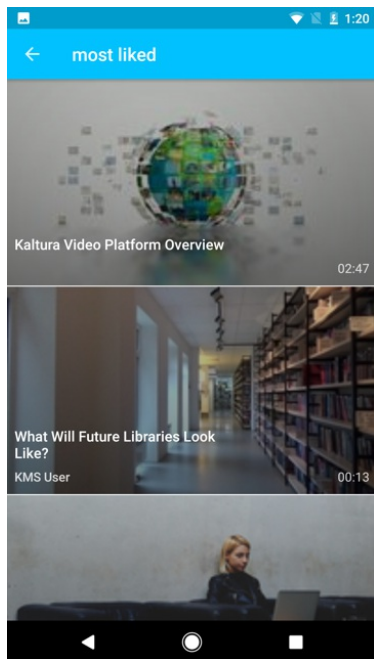 1:20
most liked
Kaltura Video Platform Overview
02:47
What Will Future Libraries Look
Like?
KMS User
00:13